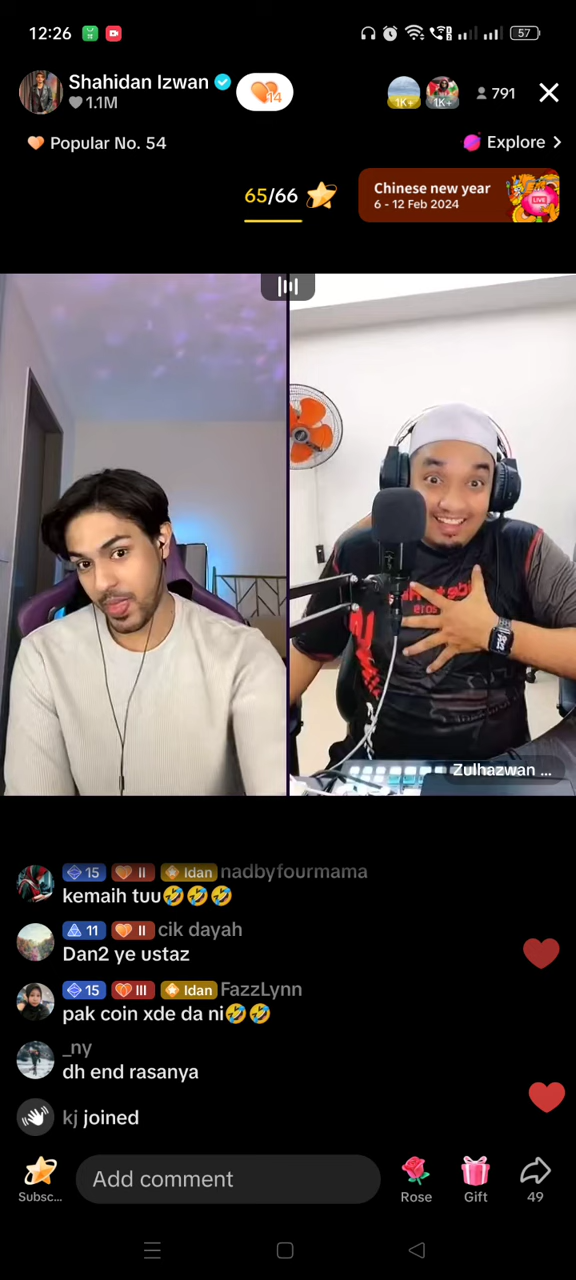 12:26
57
Shahidan Izwan
1.1M
14
1K+
1K+
791
Popular No. 54
Explore
65/66
Chinese new year
6 - 12 Feb 2024
LIVE
2019
Zulhazwan ...
15 II Idan nadbyfourmama
kemaih tuu🤣🤣🤣
11 II cik dayah
Dan2 ye ustaz
15 III Idan FazzLynn
pak coin xde da ni🤣🤣
_ny
dh end rasanya
kj joined
Subsc...
Add comment
Rose
Gift
49